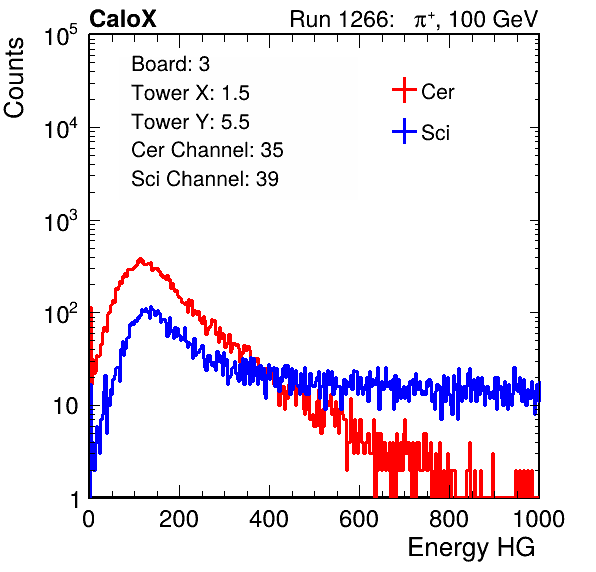 CaloX Run 1266: π⁺, 100 GeV
Counts
10⁵
10⁴
10³
10²
10
1
Board: 3
Tower X: 1.5
Tower Y: 5.5
Cer Channel: 35
Sci Channel: 39
Cer
Sci
0 200 400 600 800 1000
Energy HG